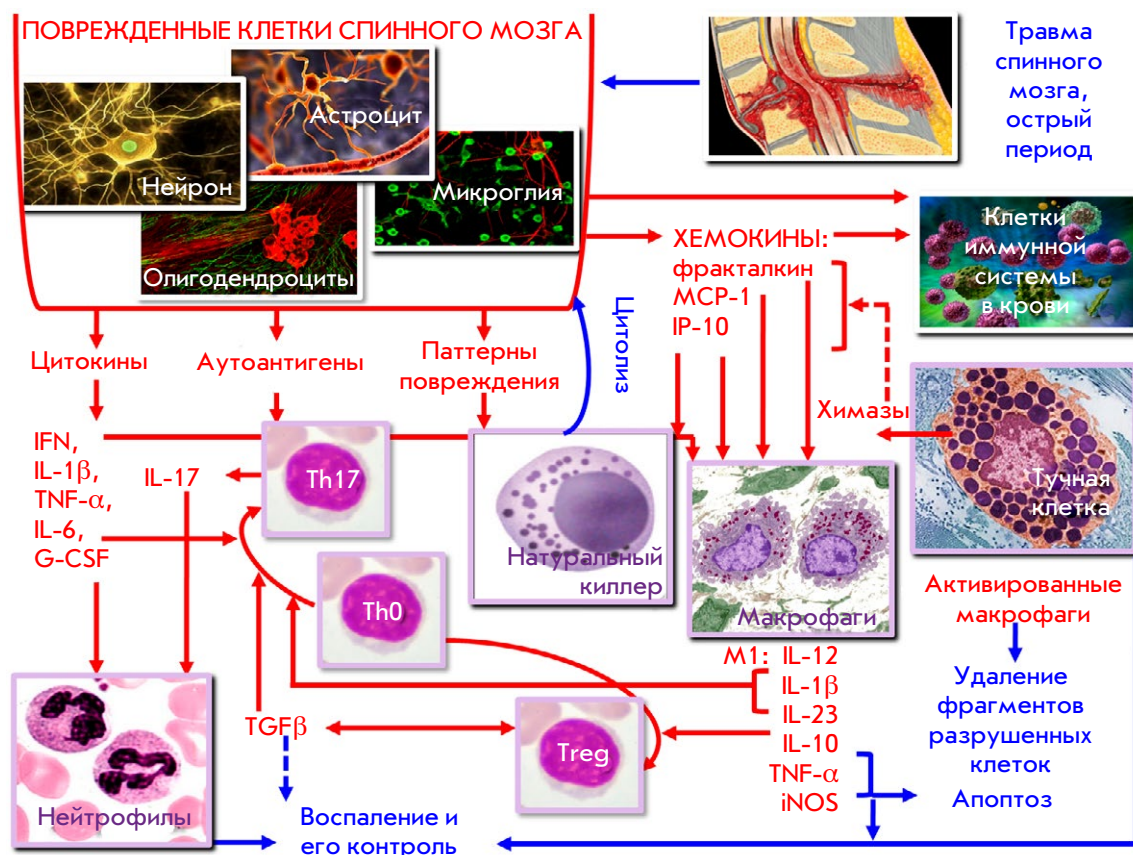 ПОВРЕЖДЕННЫЕ КЛЕТКИ СПИННОГО МОЗГА
Астроцит
Нейрон
Микроглия
Олигодендроциты
Травма
спинного
мозга,
острый
период
ХЕМОКИНЫ:
фракталкин
MCP-1
IP-10
Клетки
иммунной
системы
в крови
Цитокины
Аутоантигены
Паттерны
повреждения
Цитолиз
Химазы
Тучная
клетка
IFN,
IL-1β,
TNF-α,
IL-6,
G-CSF
IL-17
Th17
Th0
Натуральный
киллер
Макрофаги
Активированные
макрофаги
Удаление
фрагментов
разрушенных
клеток
М1: IL-12
IL-1β
IL-23
IL-10
TNF-α
iNOS
Апоптоз
TGFβ
Treg
Нейтрофилы
Воспаление и
его контроль